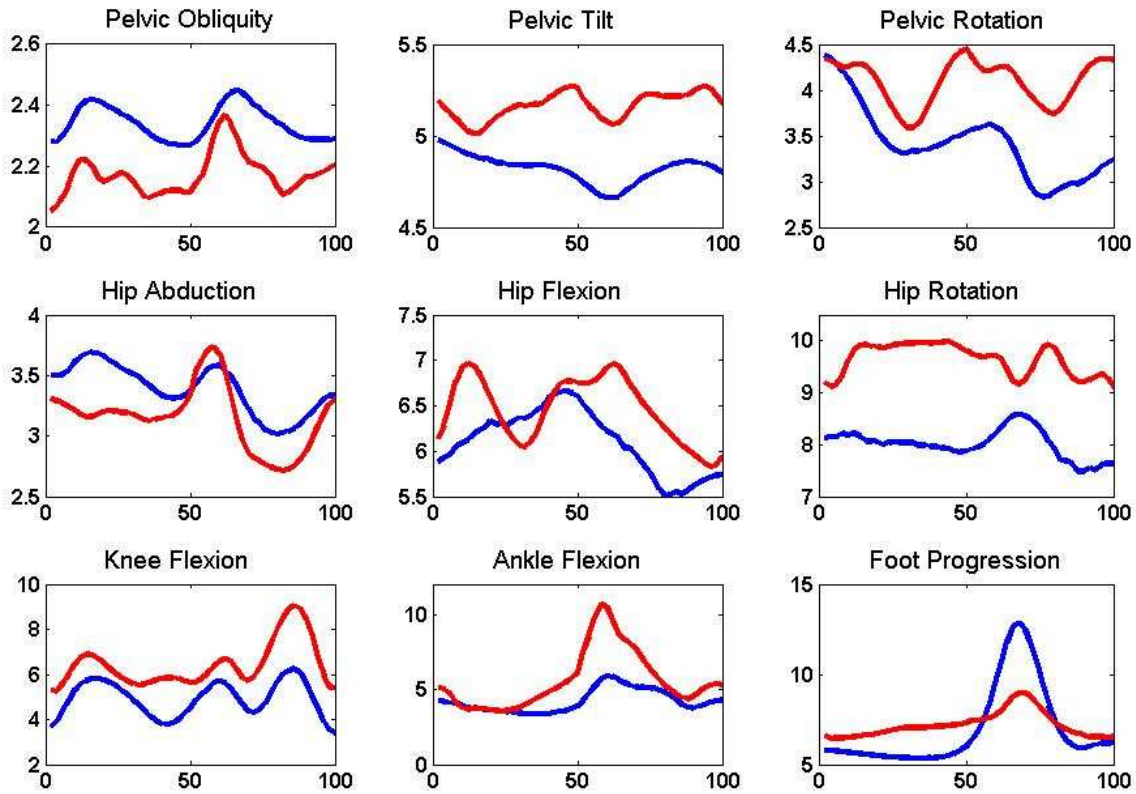 Pelvic Obliquity
2.6
2.4
2.2
2
0 50 100
Pelvic Tilt
5.5
5
4.5
0 50 100
Pelvic Rotation
4.5
4
3.5
3
2.5
0 50 100
Hip Abduction
4
3.5
3
2.5
0 50 100
Hip Flexion
7.5
7
6.5
6
5.5
0 50 100
Hip Rotation
10
9
8
7
0 50 100
Knee Flexion
10
8
6
4
2
0 50 100
Ankle Flexion
10
5
0
0 50 100
Foot Progression
15
10
5
0 50 100